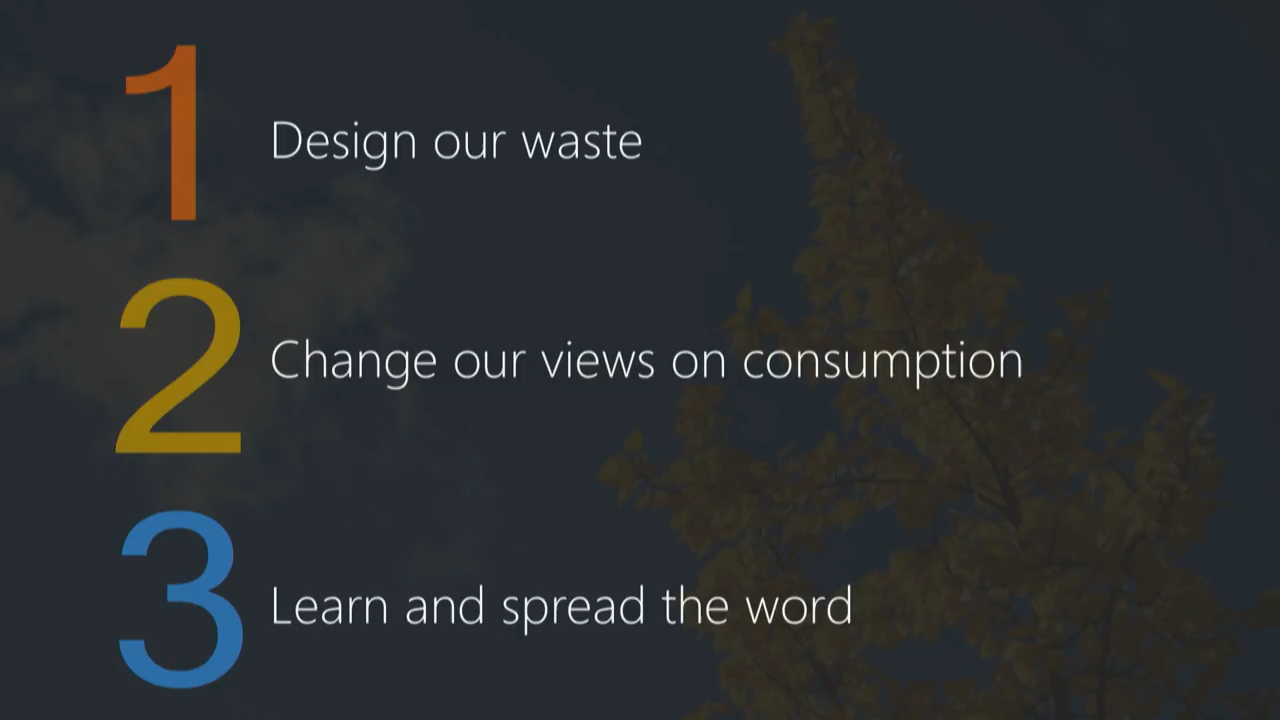 1
Design our waste
2
Change our views on consumption
3
Learn and spread the word